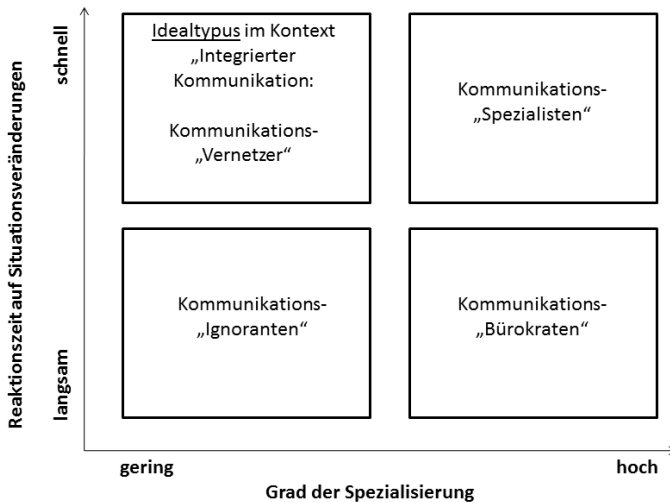 Reaktionszeit auf Situationsveränderungen
schnell
langsam
Idealtypus im Kontext
„Integrierter
Kommunikation:
Kommunikations-
„Vernetzer“
Kommunikations-
„Spezialisten“
Kommunikations-
„Ignoranten“
Kommunikations-
„Bürokraten“
gering
hoch
Grad der Spezialisierung